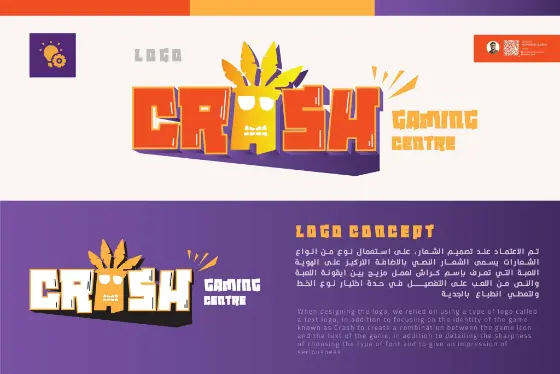 LOGO
CRASH
GAMING
CENTRE
CRASH
GAMING
CENTRE
LOGO CONCEPT
تم الاعتماد عند تصميم الشعار، على استعمال نوع من انواع
الشعارات يسمى الشعار النصي بالاضافة التركيز على الهوية
اللعبة التي تعرف بإسم كراش لعمل مزيج بين ايقونة اللعبة
والنص من اللعب على التفصيل في حدة اختيار نوع الخط
ولتعطي انطباع بالجدية
When designing the logo, we relied on using a type of logo called
a text logo, in addition to focusing on the identity of the game
known as Crash to create a combination between the game icon
and the text of the game, in addition to detailing the sharpness
of choosing the type of font and to give an impression of
seriousness